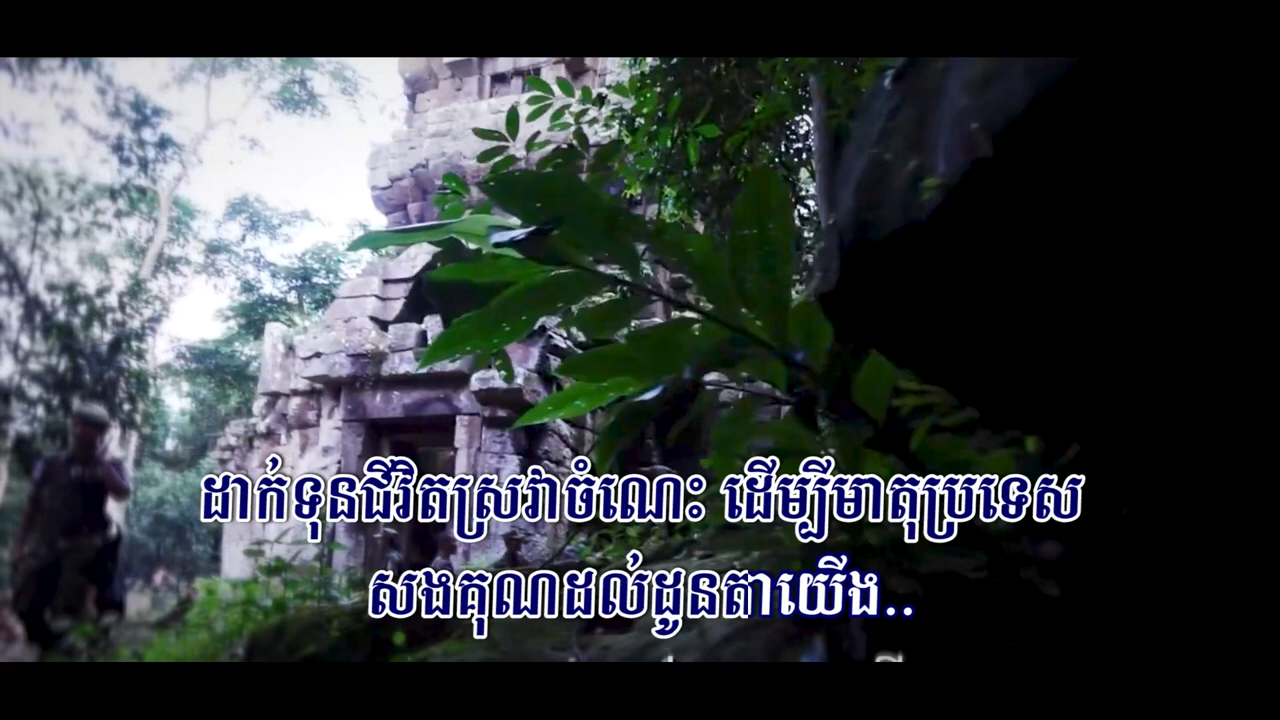 ដាក់ទុនជីវិតស្រវាចំណេះ ដើម្បីមាតុប្រទេស
សងគុណដល់ដូនតាយើង..